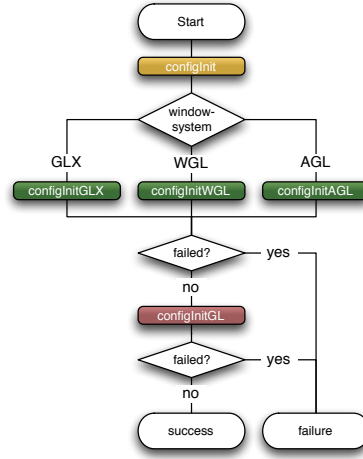 Start
configInit
window-
system
GLX
WGL
AGL
configInitGLX
configInitWGL
configInitAGL
failed?
yes
no
configInitGL
failed?
yes
no
success
failure